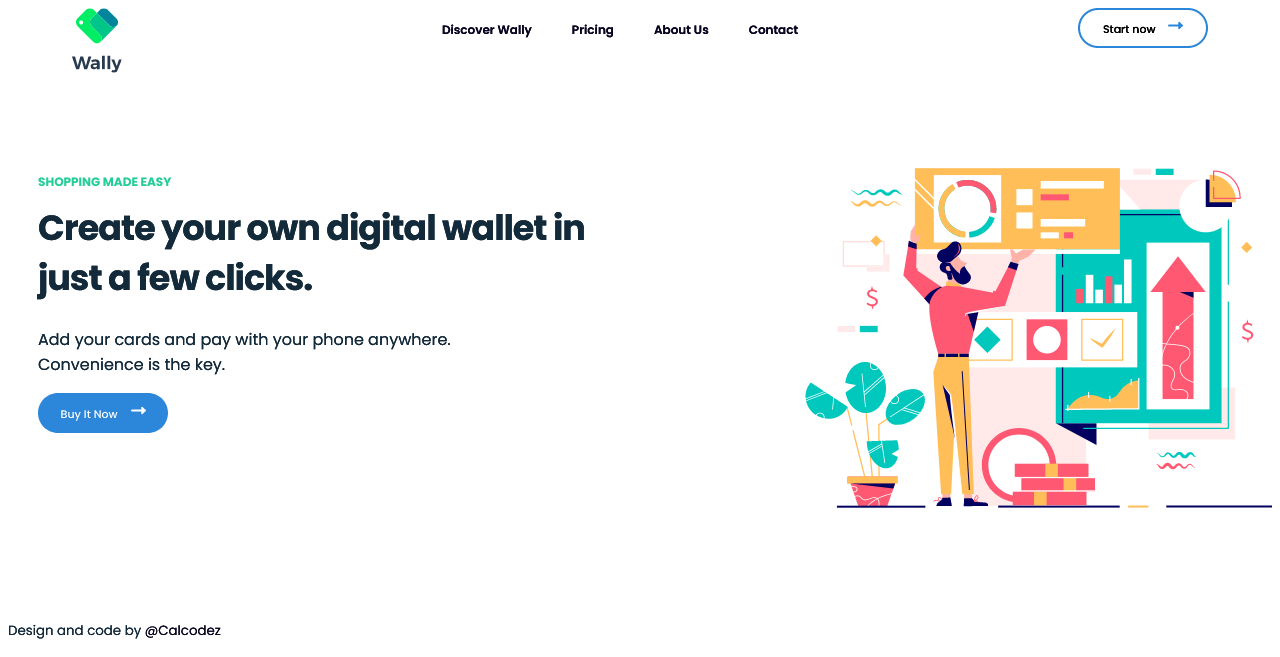 Wally
Discover Wally
Pricing
About Us
Contact
Start now
SHOPPING MADE EASY
Create your own digital wallet in
just a few clicks.
Add your cards and pay with your phone anywhere.
Convenience is the key.
Buy It Now
$
$
Design and code by @Calcodez